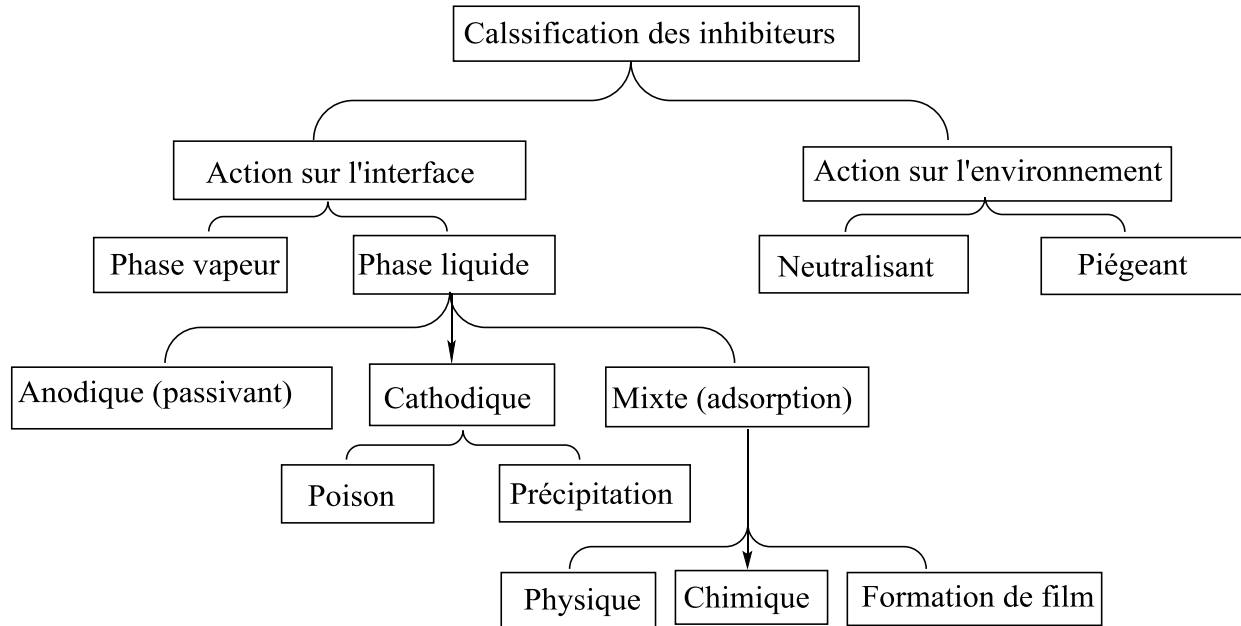 Calssification des inhibiteurs
Action sur l'interface
Action sur l'environnement
Phase vapeur
Phase liquide
Neutralisant
Piégeant
Anodique (passivant)
Cathodique
Mixte (adsorption)
Poison
Précipitation
Physique
Chimique
Formation de film